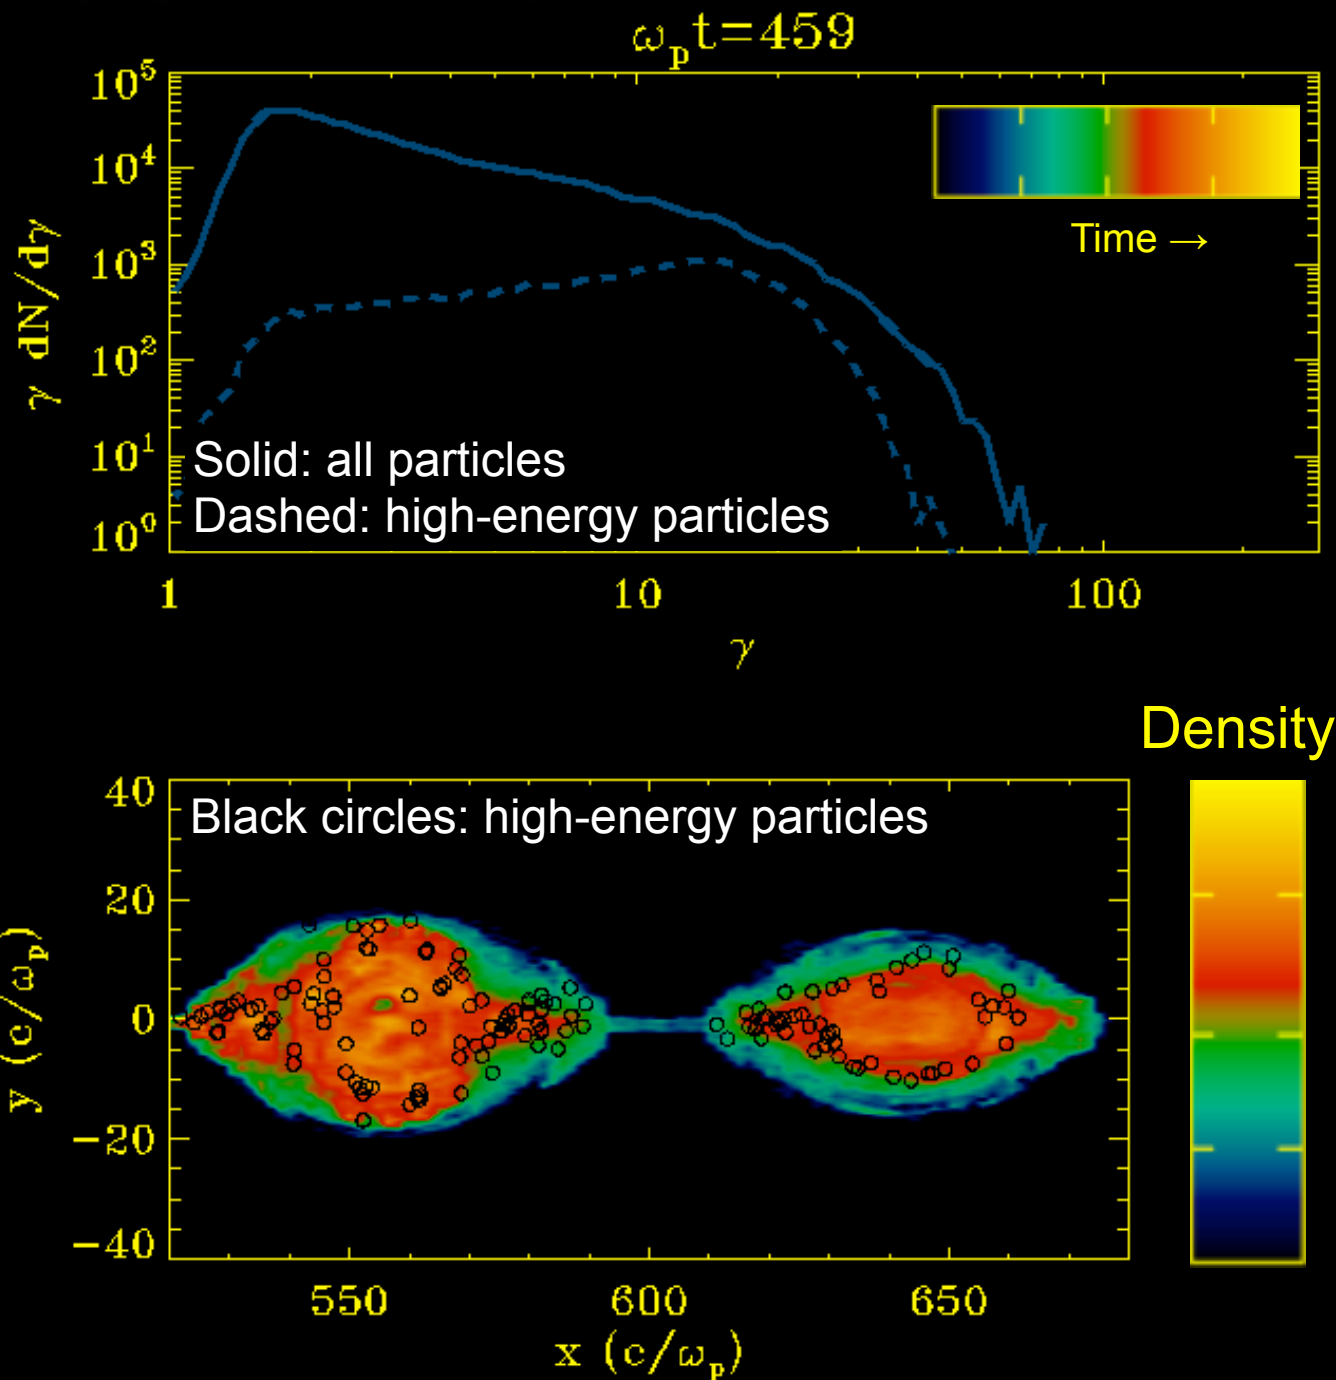 ωₚt=459
γ dN/dγ
10⁵
10⁴
10³
10²
10¹
10⁰
Time →
Solid: all particles
Dashed: high-energy particles
1 10 100
γ
Density
Black circles: high-energy particles
y (c/ωₚ)
40
20
0
−20
−40
550 600 650
x (c/ωₚ)